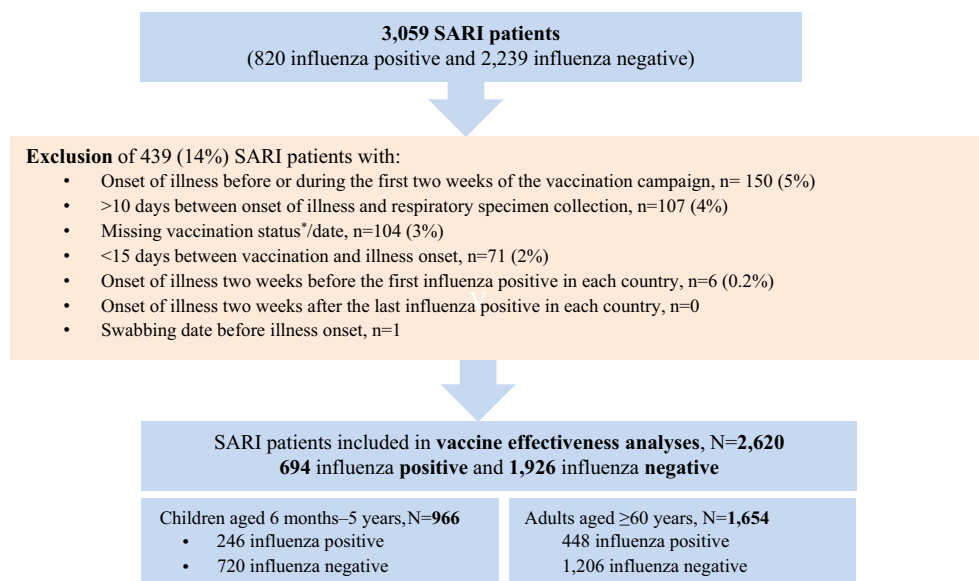 3,059 SARI patients
(820 influenza positive and 2,239 influenza negative)
Exclusion of 439 (14%) SARI patients with:
• Onset of illness before or during the first two weeks of the vaccination campaign, n= 150 (5%)
• >10 days between onset of illness and respiratory specimen collection, n=107 (4%)
• Missing vaccination status*/date, n=104 (3%)
• <15 days between vaccination and illness onset, n=71 (2%)
• Onset of illness two weeks before the first influenza positive in each country, n=6 (0.2%)
• Onset of illness two weeks after the last influenza positive in each country, n=0
• Swabbing date before illness onset, n=1
SARI patients included in vaccine effectiveness analyses, N=2,620
694 influenza positive and 1,926 influenza negative
Children aged 6 months–5 years,N=966
• 246 influenza positive
• 720 influenza negative
Adults aged ≥60 years, N=1,654
448 influenza positive
1,206 influenza negative